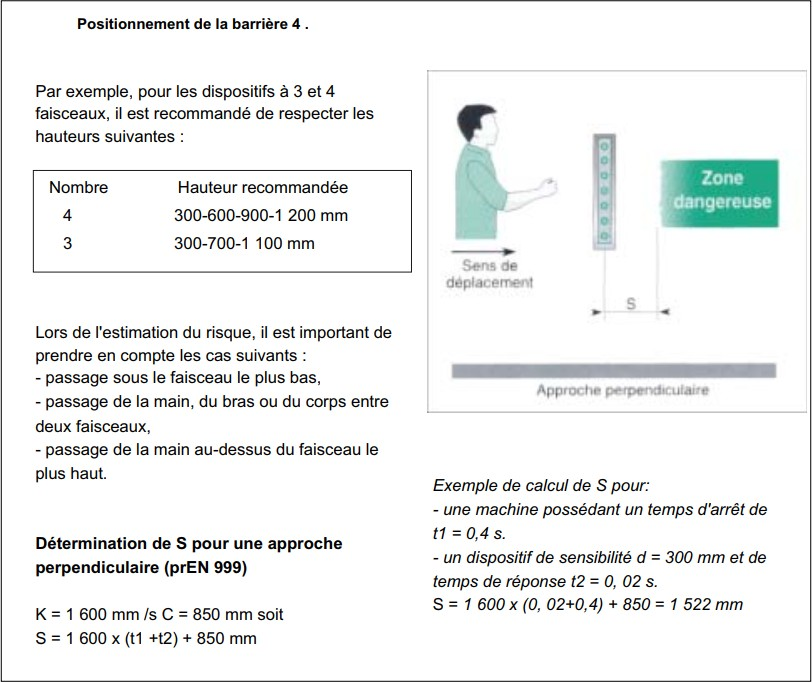 Positionnement de la barrière 4 .
Par exemple, pour les dispositifs à 3 et 4
faisceaux, il est recommandé de respecter les
hauteurs suivantes :
Nombre Hauteur recommandée
4 300-600-900-1 200 mm
3 300-700-1 100 mm
Lors de l'estimation du risque, il est important de
prendre en compte les cas suivants :
- passage sous le faisceau le plus bas,
- passage de la main, du bras ou du corps entre
deux faisceaux,
- passage de la main au-dessus du faisceau le
plus haut.
Détermination de S pour une approche
perpendiculaire (prEN 999)
K = 1 600 mm /s C = 850 mm soit
S = 1 600 x (t1 +t2) + 850 mm
Zone
dangereuse
Sens de
déplacement
S
Approche perpendiculaire
Exemple de calcul de S pour:
- une machine possédant un temps d'arrêt de
t1 = 0,4 s.
- un dispositif de sensibilité d = 300 mm et de
temps de réponse t2 = 0, 02 s.
S = 1 600 x (0, 02+0,4) + 850 = 1 522 mm